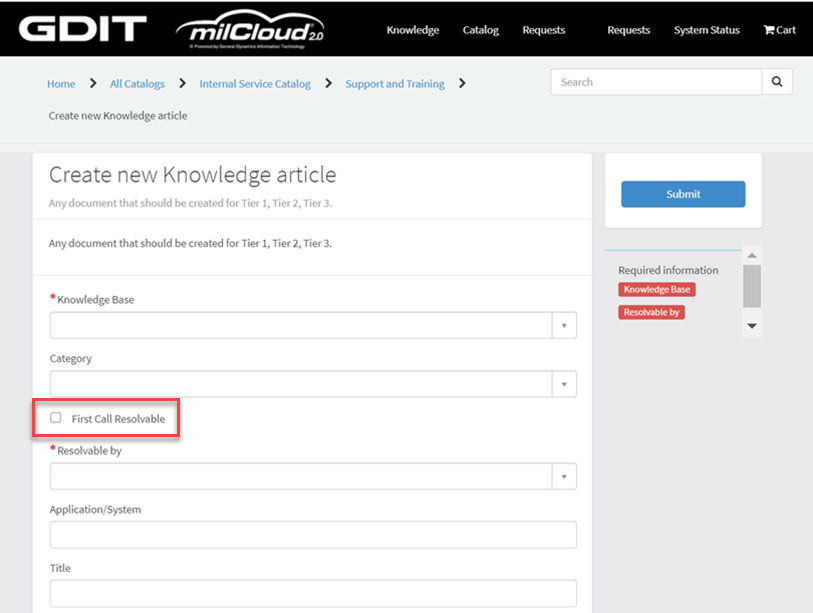 GDIT milCloud 2.0 Knowledge Catalog Requests Requests System Status Cart
® Powered by General Dynamics Information Technology
Home All Catalogs Internal Service Catalog Support and Training Search
Create new Knowledge article
Create new Knowledge article
Any document that should be created for Tier 1, Tier 2, Tier 3.
Submit
Any document that should be created for Tier 1, Tier 2, Tier 3.
Required information
Knowledge Base
Resolvable by
* Knowledge Base
Category
First Call Resolvable
* Resolvable by
Application/System
Title